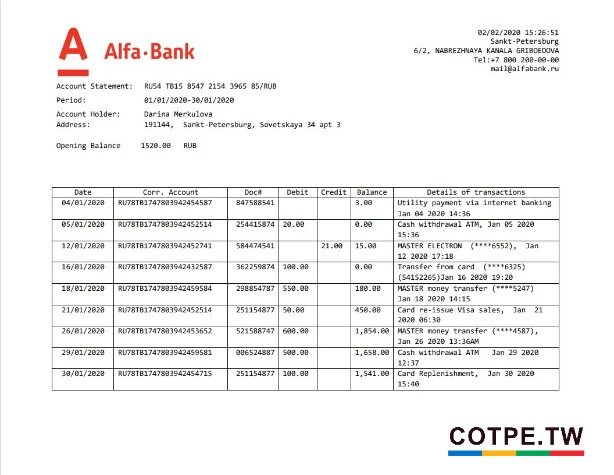 02/02/2020 15:26:51
Sankt-Petersburg
6/2, NABREZHNAYA KANALA GRIBOEDOVA
Tel:+7 800 200-00-00
mail@alfabank.ru
Alfa·Bank
Account Statement: RU54 TB15 8547 2154 3965 85/RUB
Period: 01/01/2020-30/01/2020
Account Holder: Darina Merkulova
Address: 191144, Sankt-Petersburg, Sovetskaya 34 apt 3
Opening Balance 1520.00 RUB
Date Corr. Account Doc# Debit Credit Balance Details of transactions
04/01/2020 RU78TB1747803942454587 847588541 3.00 Utility payment via internet banking
Jan 04 2020 14:36
05/01/2020 RU78TB1747803942452514 254415874 20.00 0.00 Cash withdrawal ATM, Jan 05 2020
15:36
12/01/2020 RU78TB1747803942452741 584474541 21.00 15.00 MASTER ELECTRON (****6552), Jan
12 2020 17:18
16/01/2020 RU78TB1747803942432587 362259874 100.00 0.00 Transfer from card (****6325)
(54152265)Jan 16 2020 19:20
18/01/2020 RU78TB1747803942459584 298854787 550.00 180.00 MASTER money transfer (****5247)
Jan 18 2020 14:15
21/01/2020 RU78TB1747803942452514 251154877 50.00 450.00 Card re-issue Visa sales, Jan 21
2020 06:30
26/01/2020 RU78TB1747803942453652 521588747 600.00 1,854.00 MASTER money transfer (****4587),
Jan 26 2020 13:36AM
29/01/2020 RU78TB1747803942459581 006524887 500.00 1,658.00 Cash withdrawal ATM Jan 29 2020
12:37
30/01/2020 RU78TB1747803942454715 251154877 100.00 1,541.00 Card Replenishment, Jan 30 2020
15:40
COTPE.TW